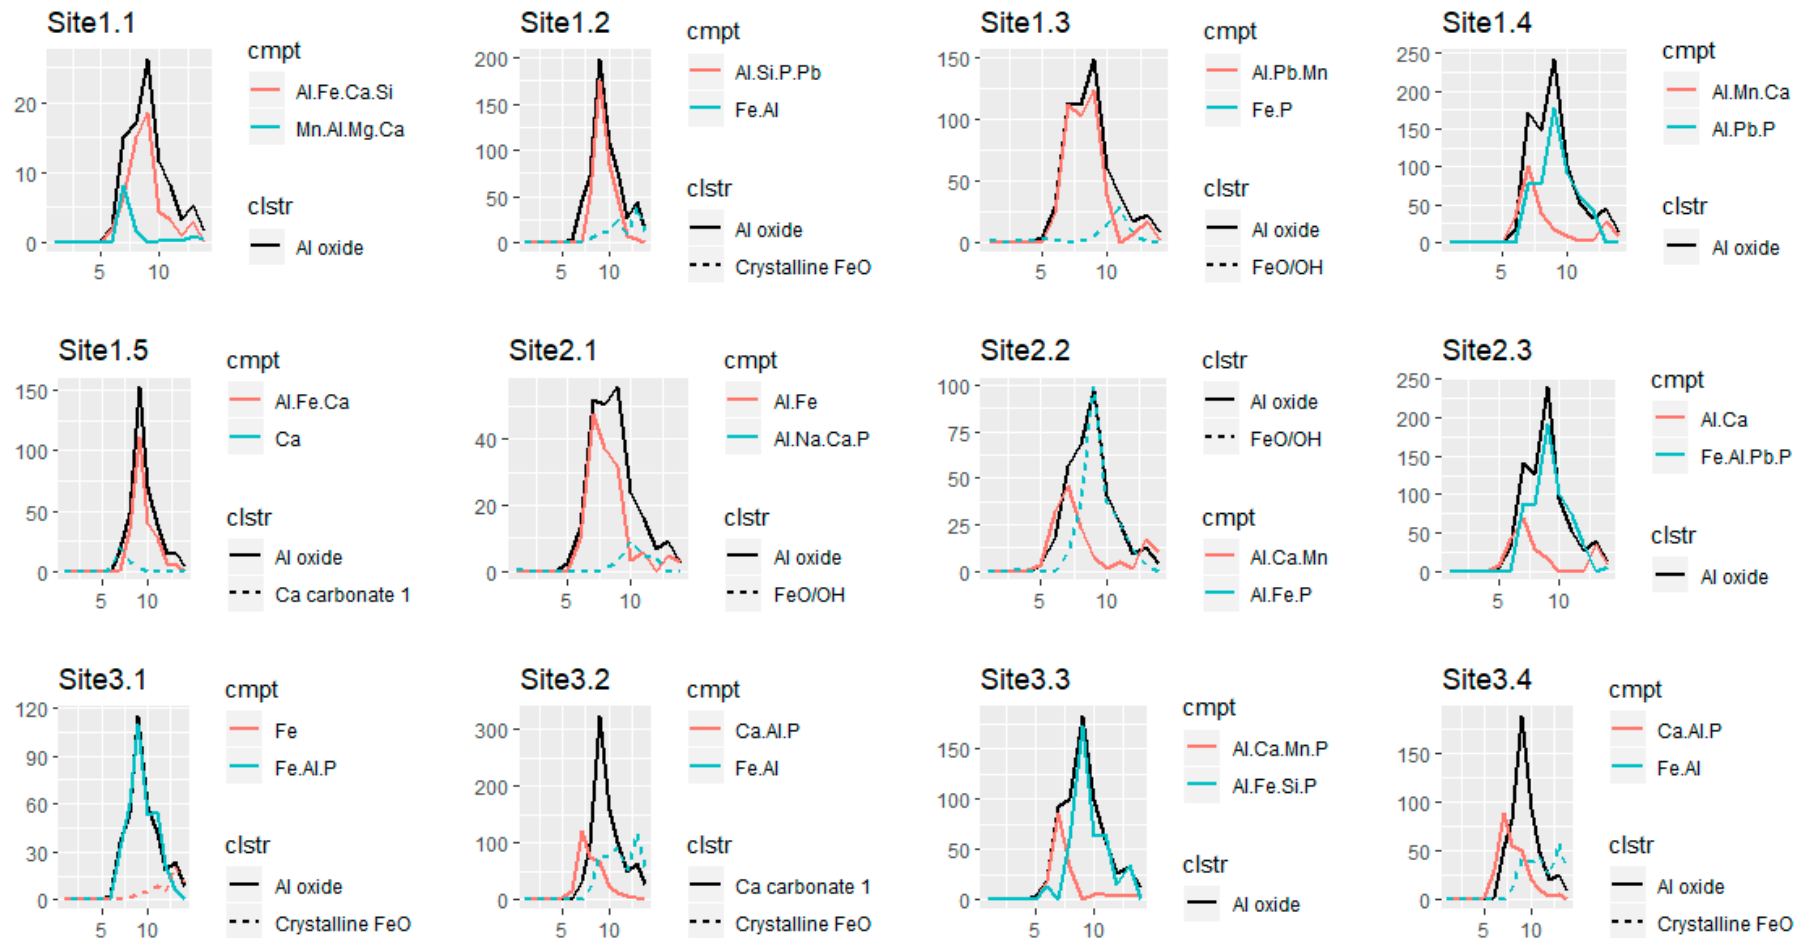 Site1.1
cmpt
Al.Fe.Ca.Si
Mn.Al.Mg.Ca
clstr
Al oxide
20
10
0
5 10
Site1.2
cmpt
Al.Si.P.Pb
Fe.Al
clstr
Al oxide
Crystalline FeO
200
150
100
50
0
5 10
Site1.3
cmpt
Al.Pb.Mn
Fe.P
clstr
Al oxide
FeO/OH
150
100
50
0
5 10
Site1.4
cmpt
Al.Mn.Ca
Al.Pb.P
clstr
Al oxide
250
200
150
100
50
0
5 10
Site1.5
cmpt
Al.Fe.Ca
Ca
clstr
Al oxide
Ca carbonate 1
150
100
50
0
5 10
Site2.1
cmpt
Al.Fe
Al.Na.Ca.P
clstr
Al oxide
FeO/OH
40
20
0
5 10
Site2.2
clstr
Al oxide
FeO/OH
cmpt
Al.Ca.Mn
Al.Fe.P
100
75
50
25
0
5 10
Site2.3
cmpt
Al.Ca
Fe.Al.Pb.P
clstr
Al oxide
250
200
150
100
50
0
5 10
Site3.1
cmpt
Fe
Fe.Al.P
clstr
Al oxide
Crystalline FeO
120
90
60
30
0
5 10
Site3.2
cmpt
Ca.Al.P
Fe.Al
clstr
Ca carbonate 1
Crystalline FeO
300
200
100
0
5 10
Site3.3
cmpt
Al.Ca.Mn.P
Al.Fe.Si.P
clstr
Al oxide
150
100
50
0
5 10
Site3.4
cmpt
Ca.Al.P
Fe.Al
clstr
Al oxide
Crystalline FeO
150
100
50
0
5 10